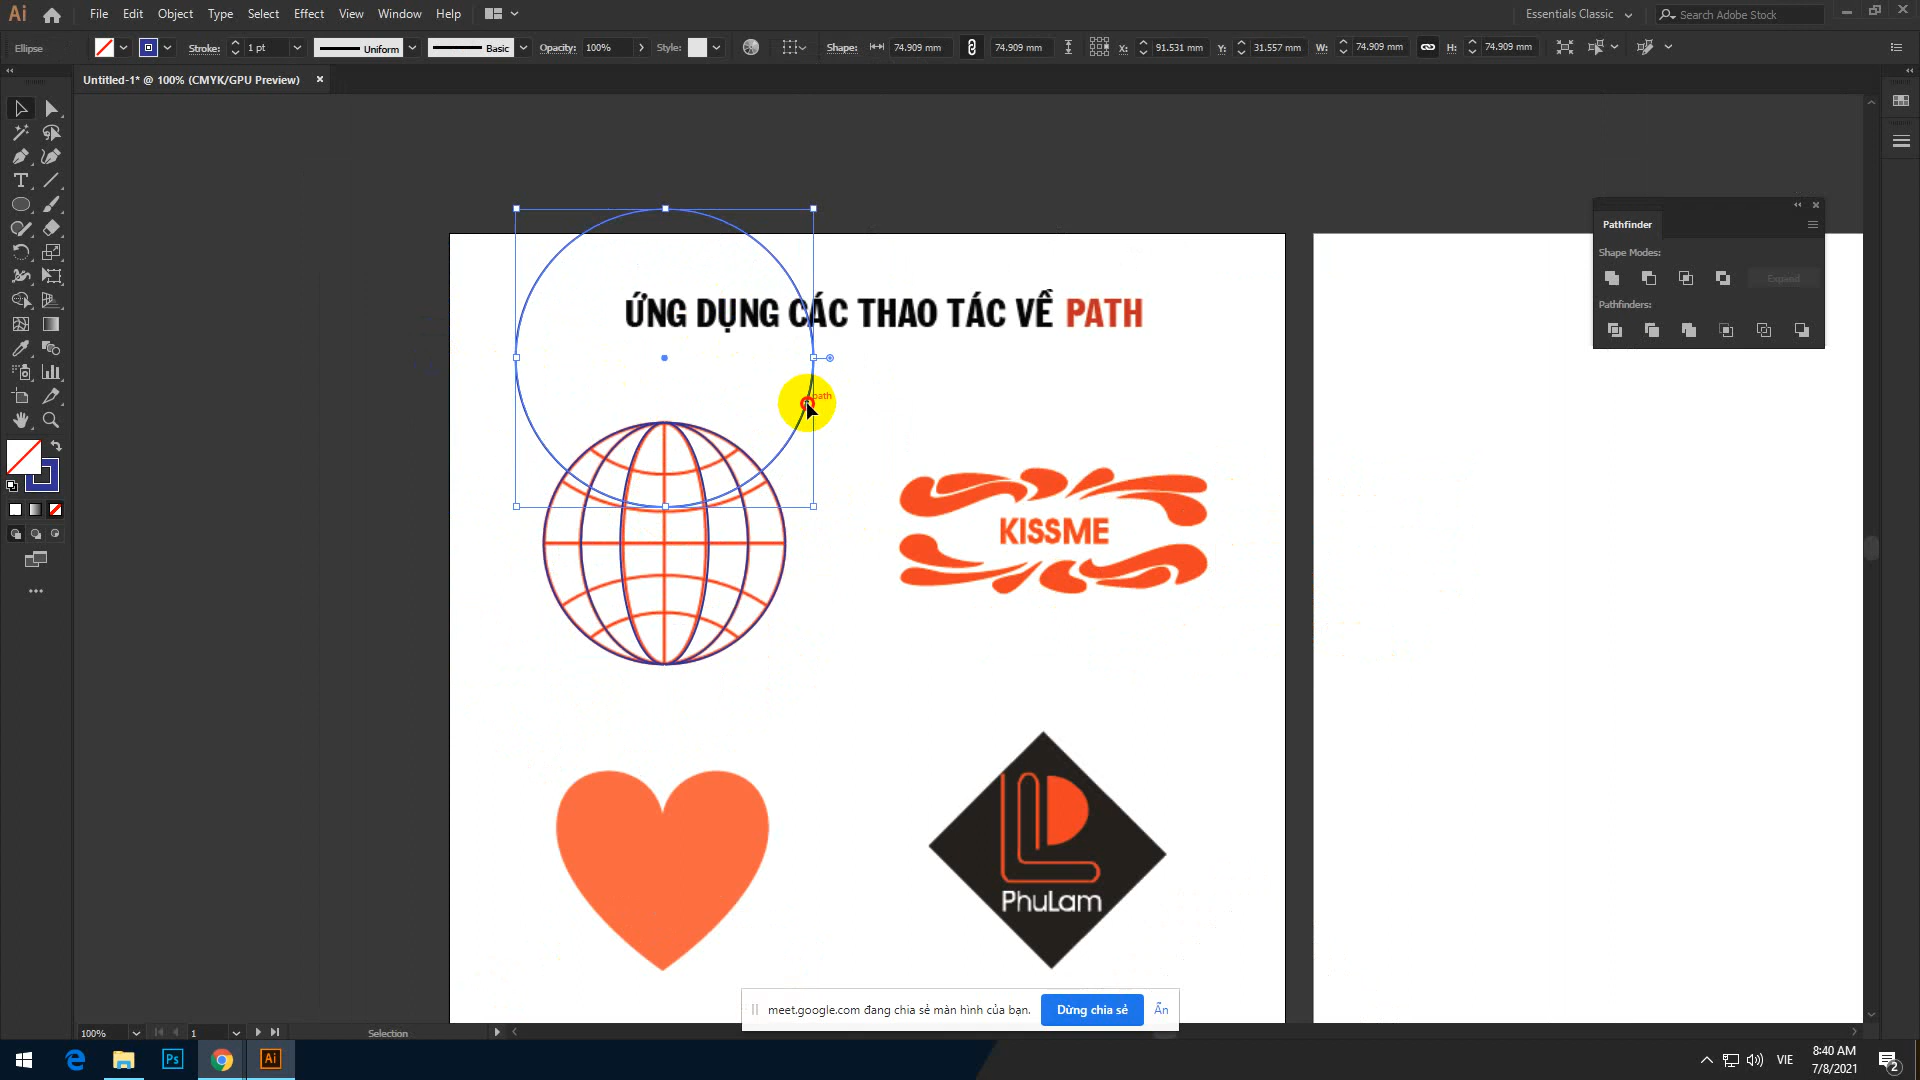 Ai File Edit Object Type Select Effect View Window Help Essentials Classic Search Adobe Stock
Ellipse Stroke: 1 pt Uniform Basic Opacity: 100% Style: Shape: 74.909 mm 74.909 mm X: 91.531 mm Y: 31.557 mm W: 74.909 mm H: 74.909 mm
Untitled-1* @ 100% (CMYK/GPU Preview)
Pathfinder
Shape Modes:
Expand
Pathfinders:
ỨNG DỤNG CÁC THAO TÁC VỀ PATH
path
KISSME
PhuLam
meet.google.com đang chia sẻ màn hình của bạn. Dừng chia sẻ Ẩn
100% 1 Selection
Ps Ai VIE 8:40 AM
7/8/2021
2